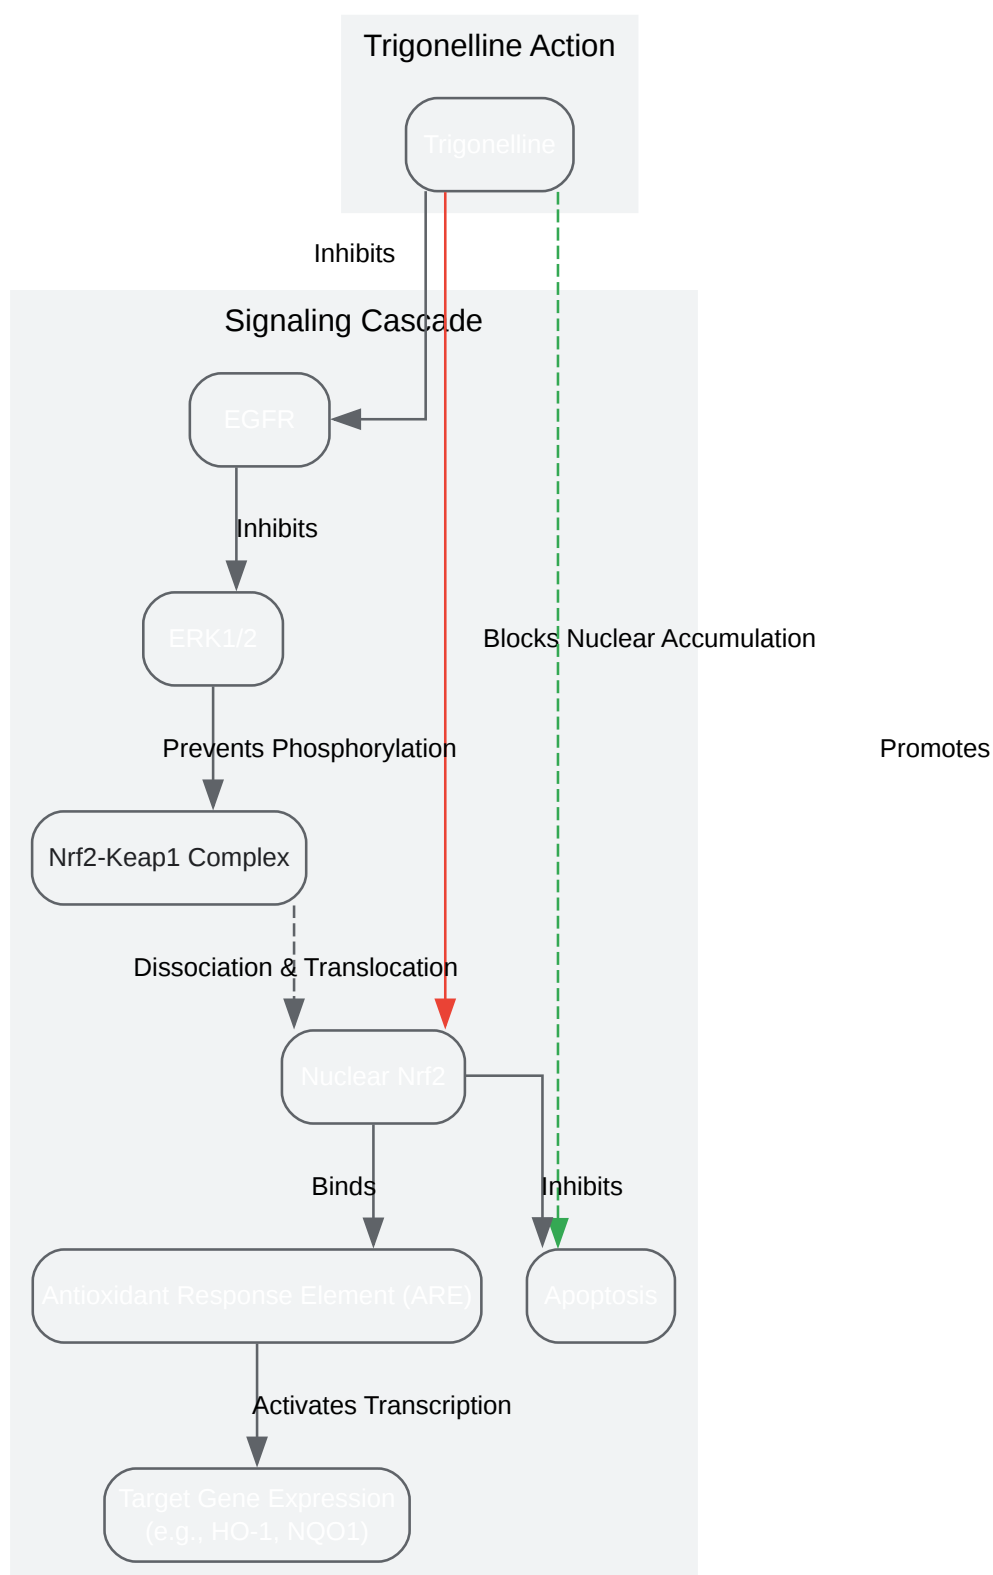 Trigonelline Action
Trigonelline
Inhibits
Signaling Cascade
EGFR
Inhibits
ERK1/2
Blocks Nuclear Accumulation
Prevents Phosphorylation
Promotes
Nrf2-Keap1 Complex
Dissociation & Translocation
Nuclear Nrf2
Binds
Inhibits
Antioxidant Response Element (ARE)
Apoptosis
Activates Transcription
Target Gene Expression
(e.g., HO-1, NQO1)